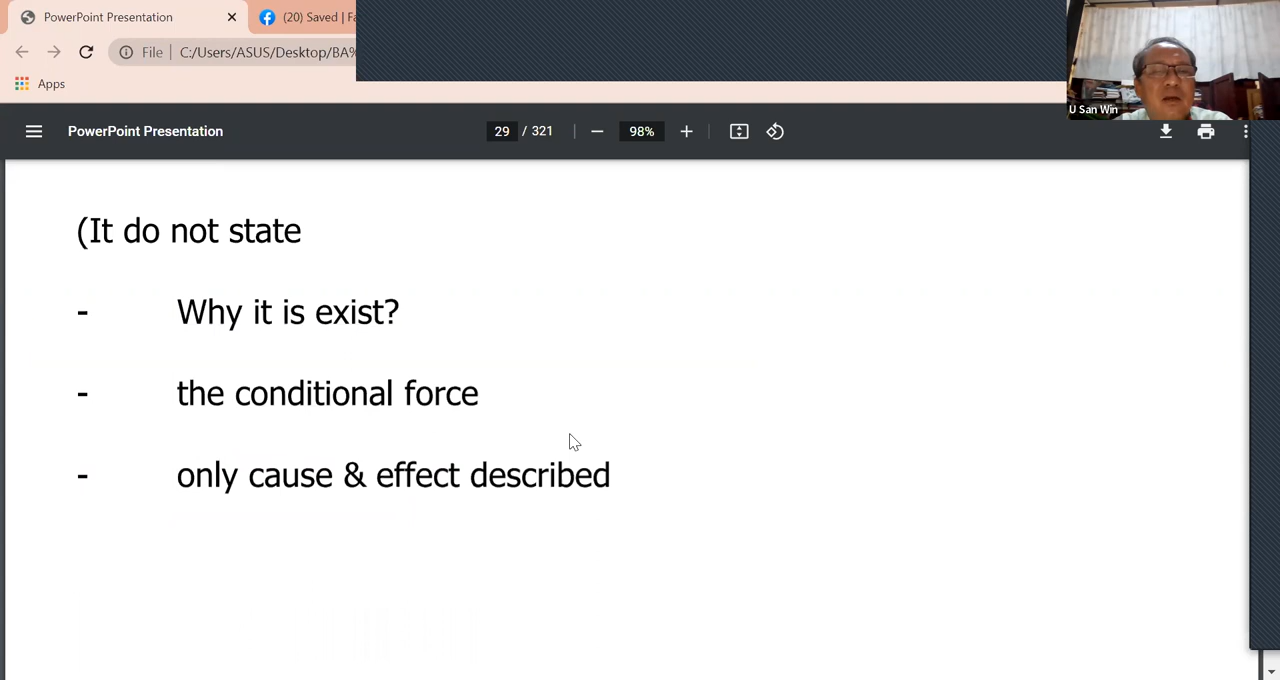 PowerPoint Presentation
(20) Saved | Fa
File
C:/Users/ASUS/Desktop/BA%
Apps
U San Win
PowerPoint Presentation
29 / 321
98%
(It do not state
- Why it is exist?
- the conditional force
- only cause & effect described